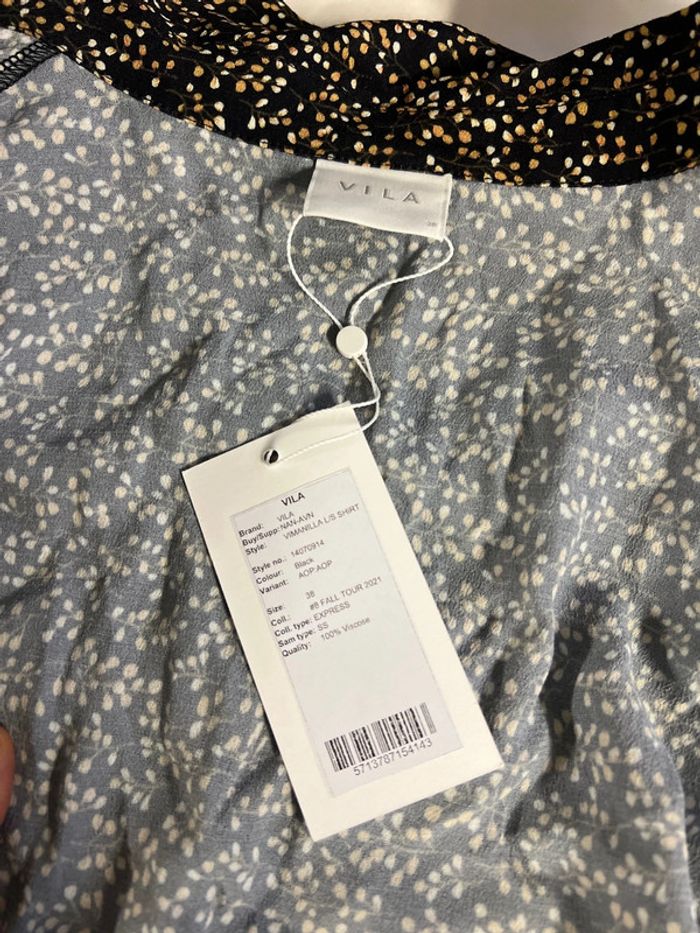 VILA
38
VILA
Brand: VILA
Buy/Supp: NAN-AVN
Style: VIMANILLA L/S SHIRT
Style no.: 14070914
Colour: Black
Variant: AOP:AOP
Size: 38
Coll.: #8 FALL TOUR 2021
Coll. type: EXPRESS
Sam type: SS
Quality: 100% Viscose
5713787154143